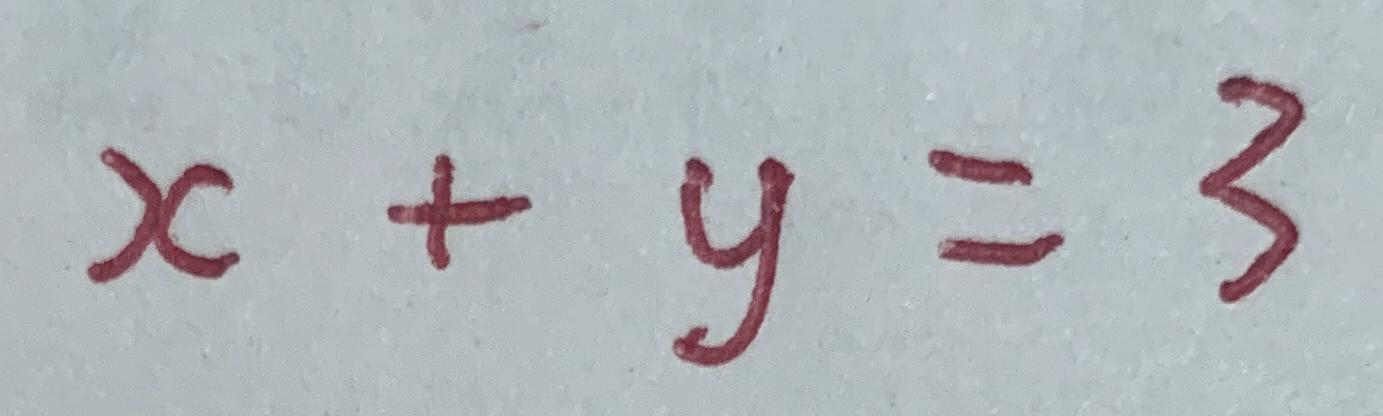 x + y = 3